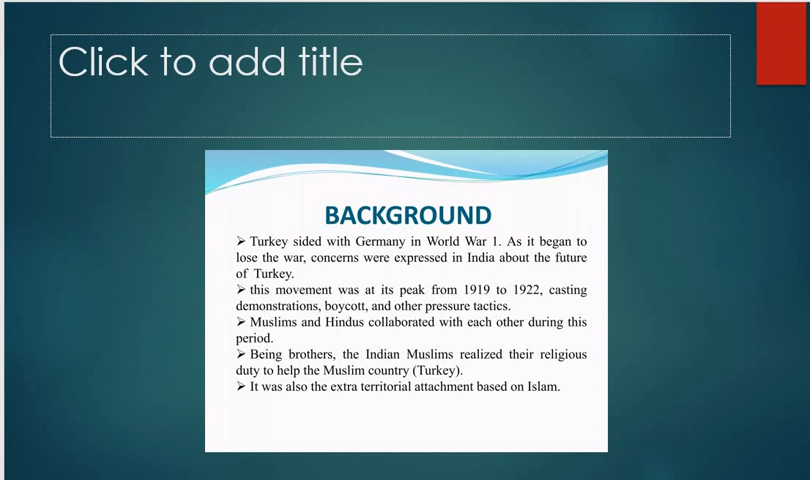 Click to add title
BACKGROUND
➢ Turkey sided with Germany in World War 1. As it began to
lose the war, concerns were expressed in India about the future
of Turkey.
➢ this movement was at its peak from 1919 to 1922, casting
demonstrations, boycott, and other pressure tactics.
➢ Muslims and Hindus collaborated with each other during this
period.
➢ Being brothers, the Indian Muslims realized their religious
duty to help the Muslim country (Turkey).
➢ It was also the extra territorial attachment based on Islam.